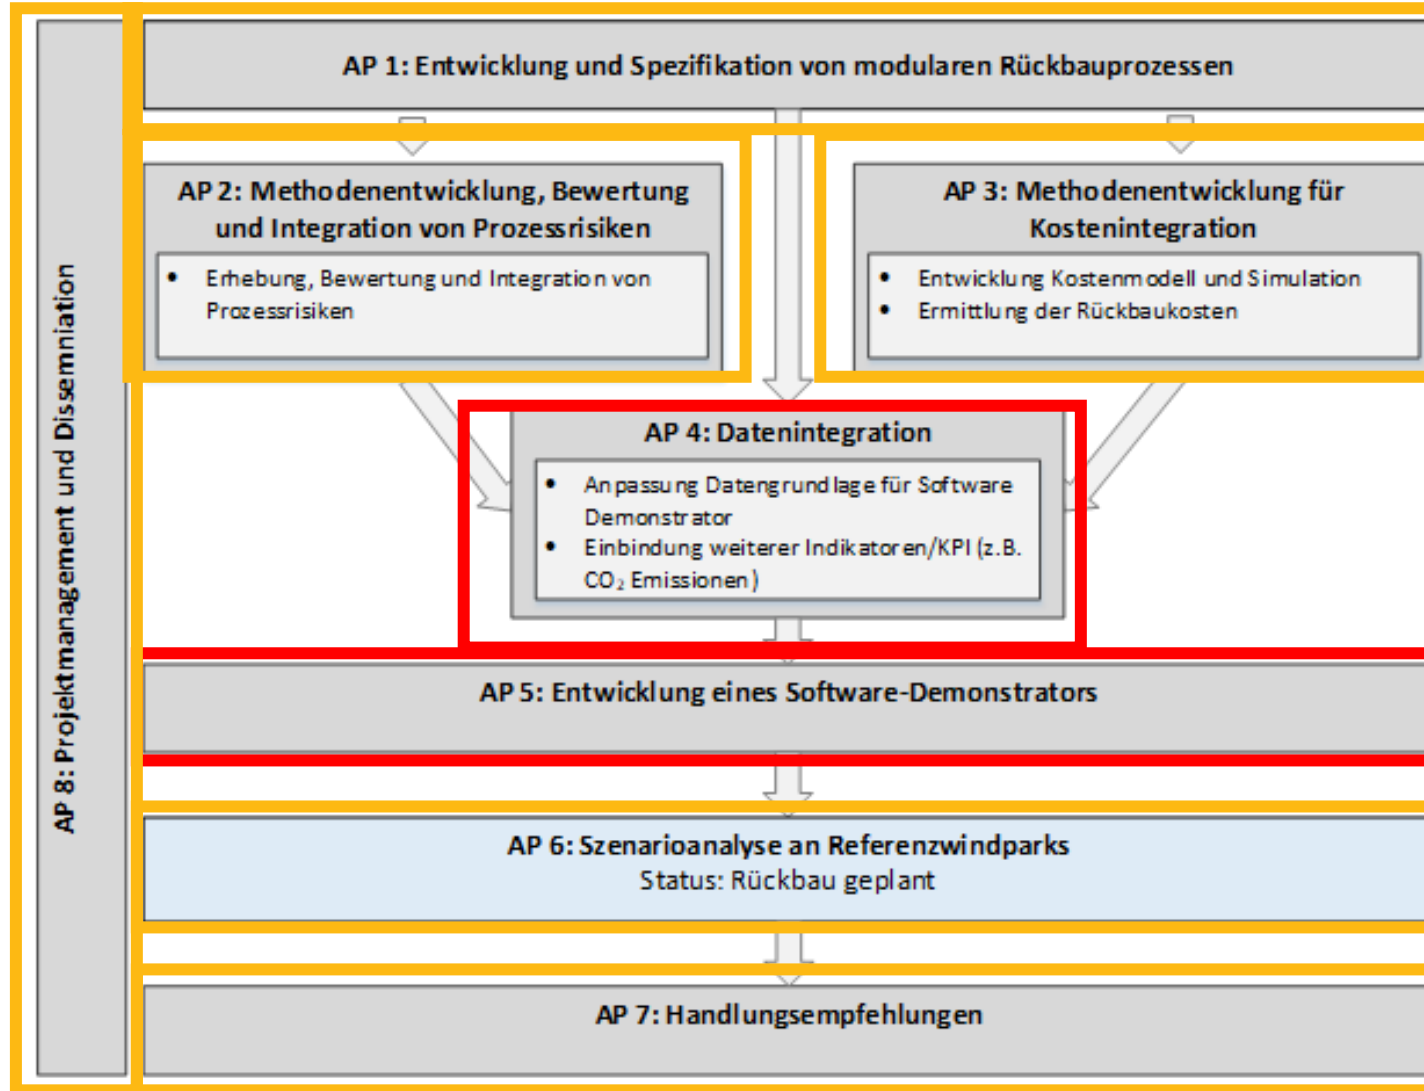 AP 8: Projektmanagement und Dissemniation
AP 1: Entwicklung und Spezifikation von modularen Rückbauprozessen
AP 2: Methodenentwicklung, Bewertung
und Integration von Prozessrisiken
• Erhebung, Bewertung und Integration von
Prozessrisiken
AP 3: Methodenentwicklung für
Kostenintegration
• Entwicklung Kostenmodell und Simulation
• Ermittlung der Rückbaukosten
AP 4: Datenintegration
• Anpassung Datengrundlage für Software
Demonstrator
• Einbindung weiterer Indikatoren/KPI (z.B.
CO₂ Emissionen)
AP 5: Entwicklung eines Software-Demonstrators
AP 6: Szenarioanalyse an Referenzwindparks
Status: Rückbau geplant
AP 7: Handlungsempfehlungen